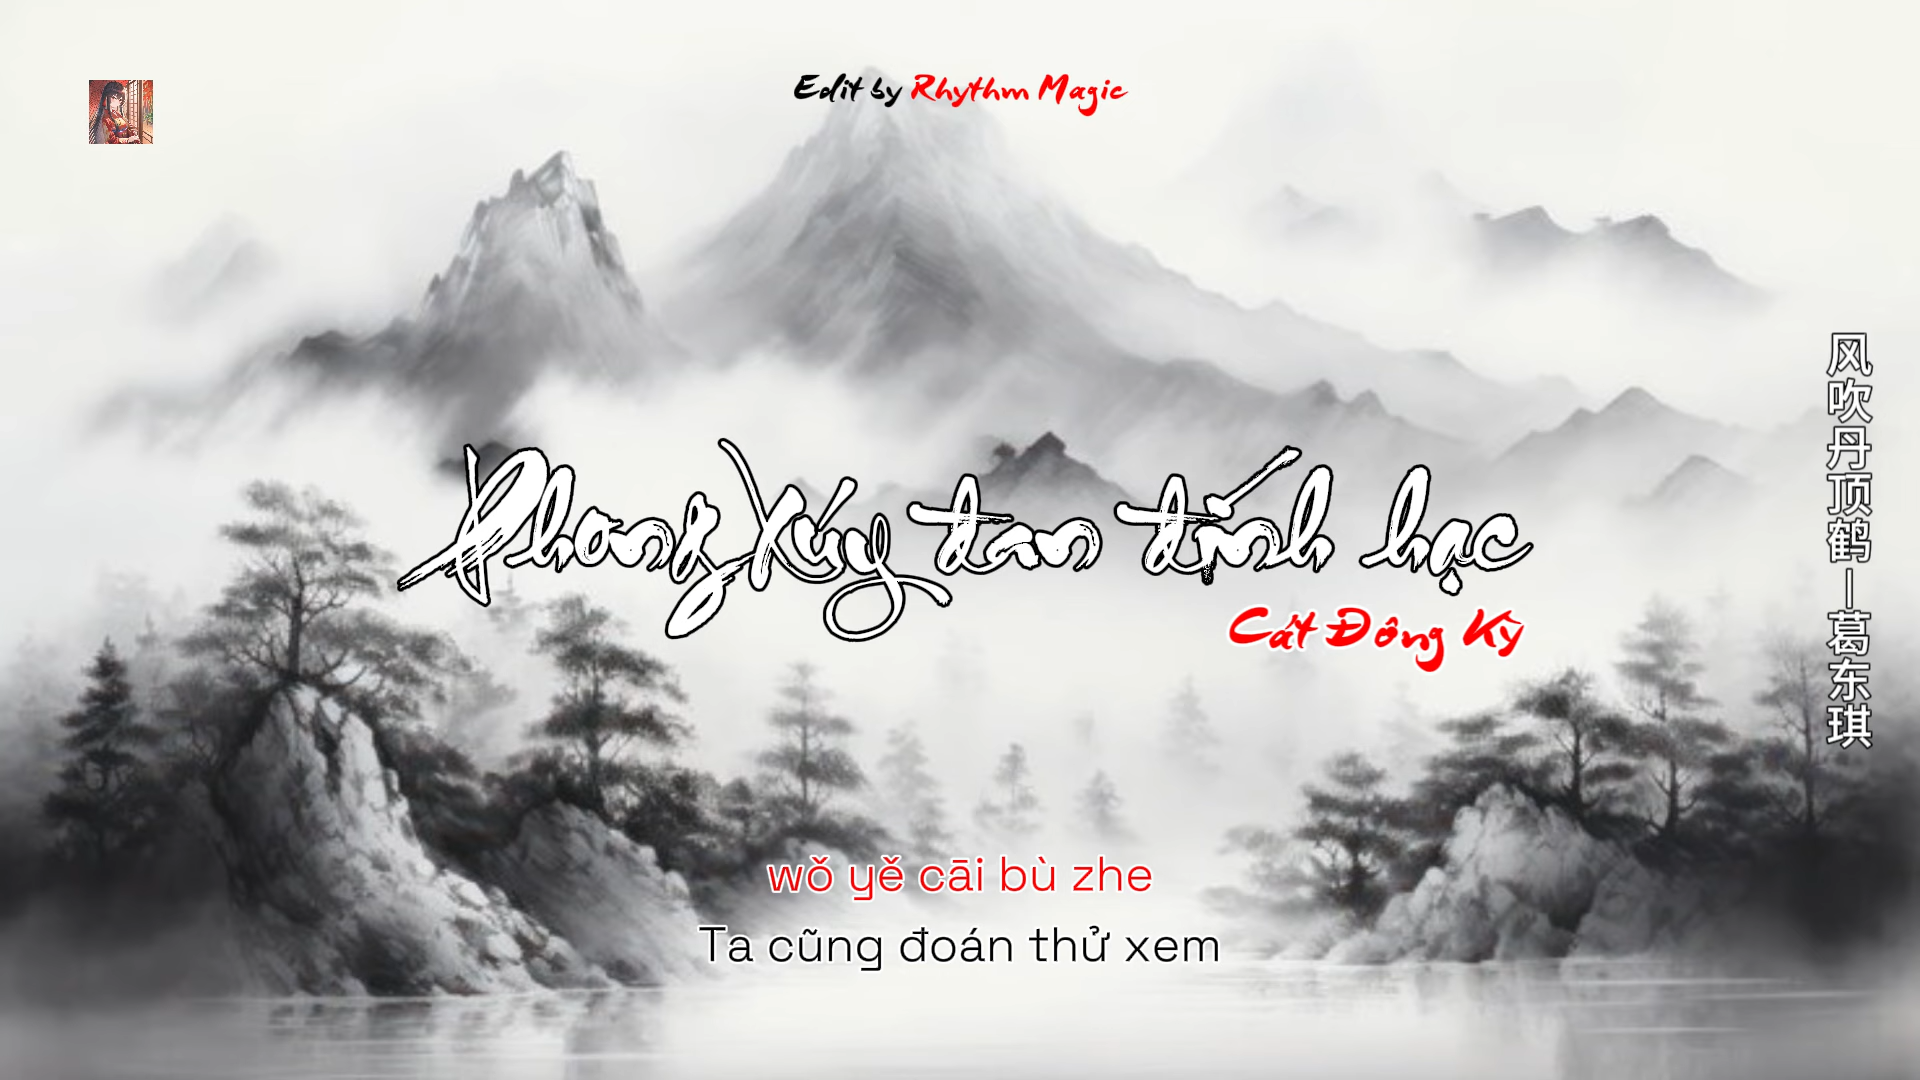 Edit by Rhythm Magic
Phong xúy đan đính hạc
Cát Đông Kỳ
风吹丹顶鹤—葛东琪
wǒ yě cāi bù zhe
Ta cũng đoán thử xem